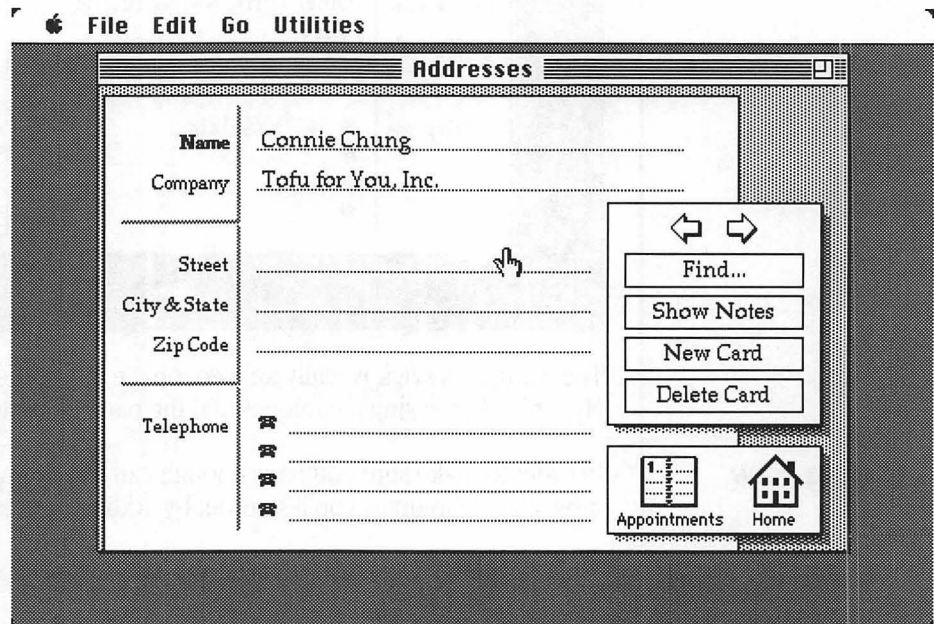 File Edit Go Utilities
Addresses
Name Connie Chung
Company Tofu for You, Inc.
Street
City & State
Zip Code
Telephone
Find...
Show Notes
New Card
Delete Card
1
Appointments Home